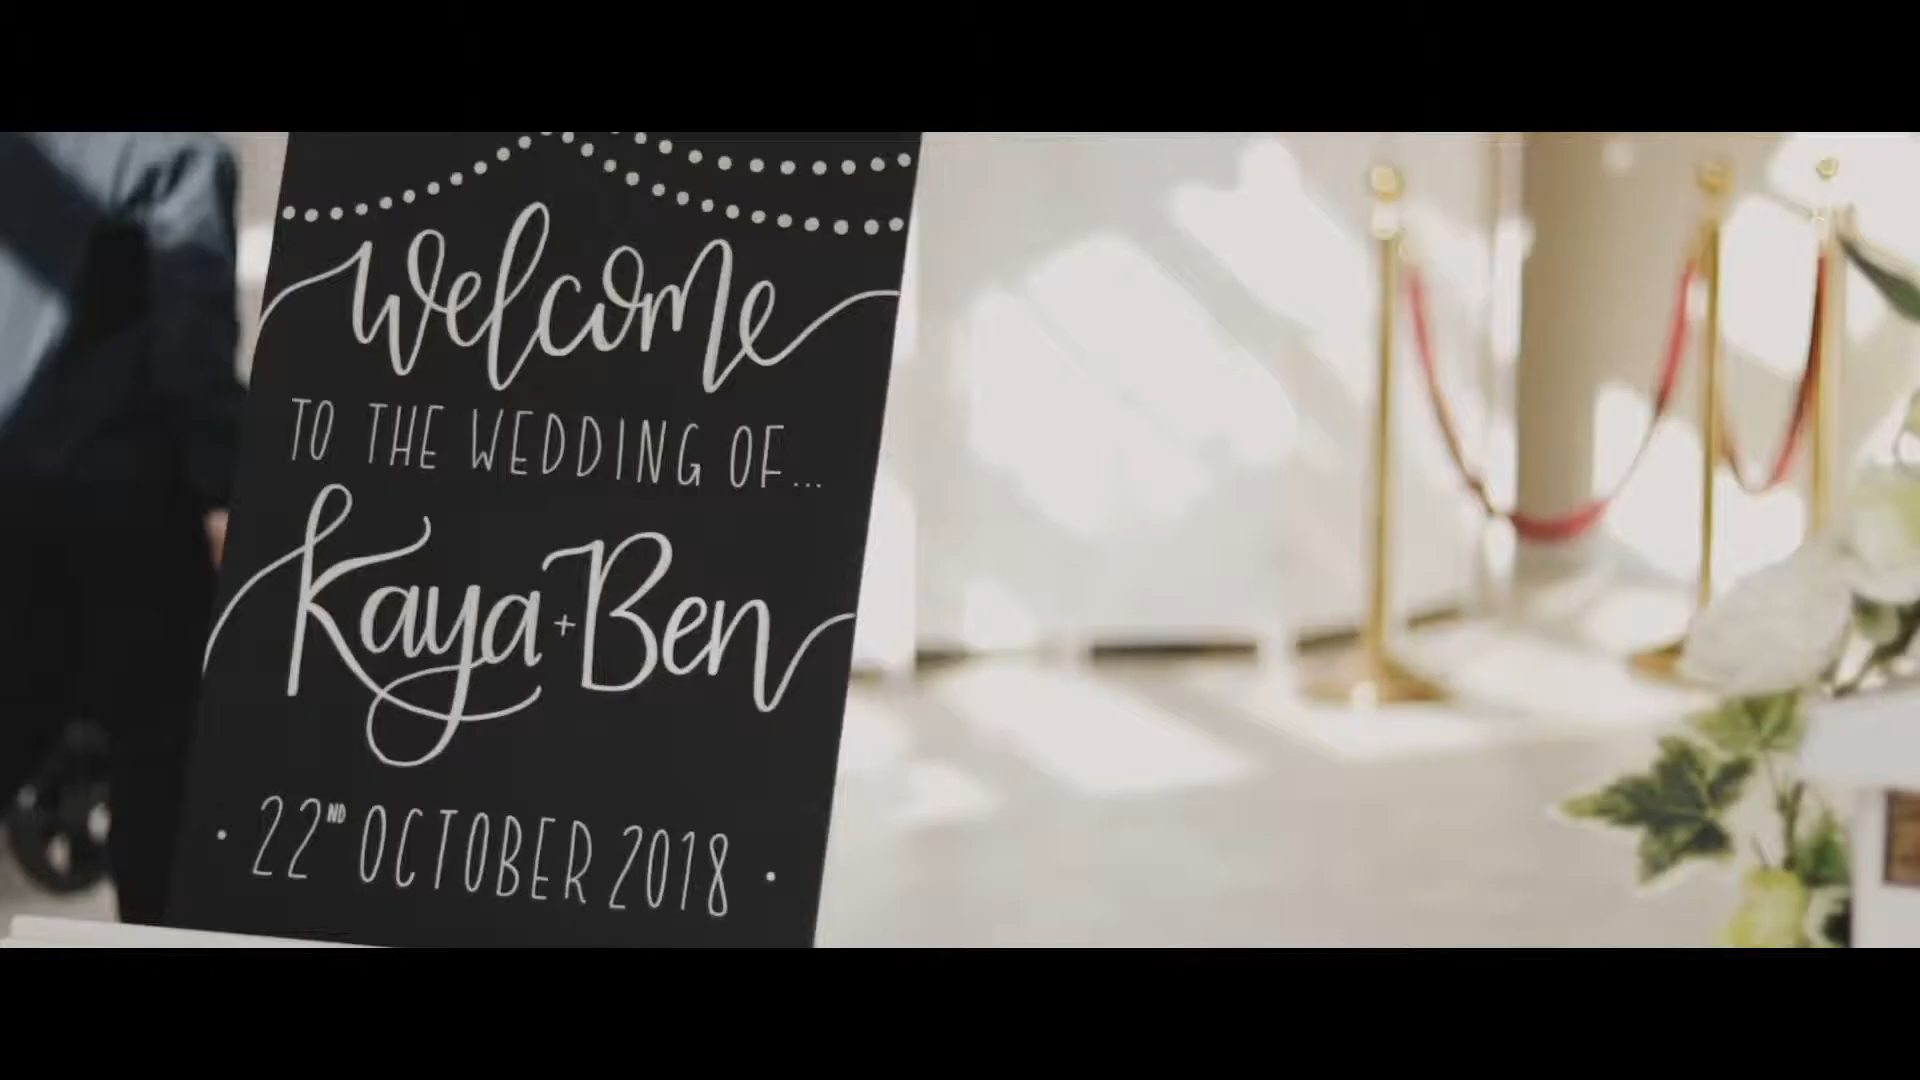 welcome
TO THE WEDDING OF...
Kaya + Ben
· 22ND OCTOBER 2018 ·